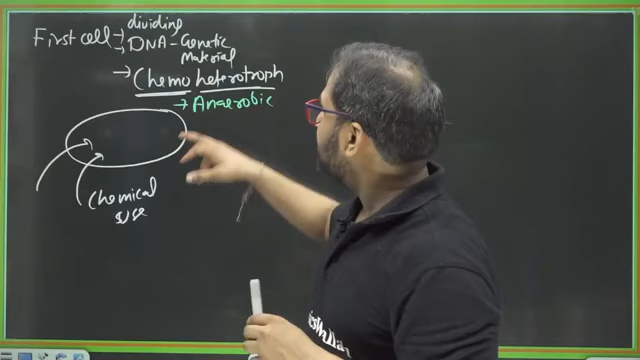 First cell → dividing
→ DNA - Genetic Material
→ Chemo heterotroph
→ Anaerobic
Chemical
use